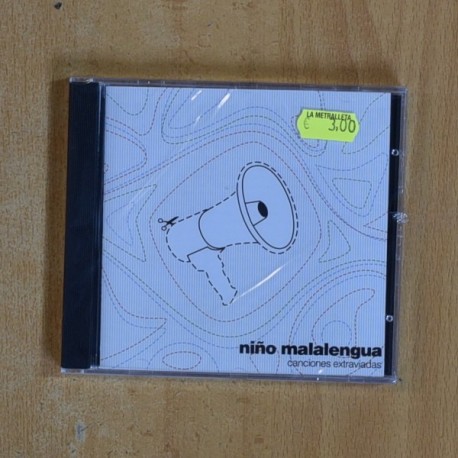 LA METRALLETA
€ 3,00
niño malalengua
canciones extraviadas